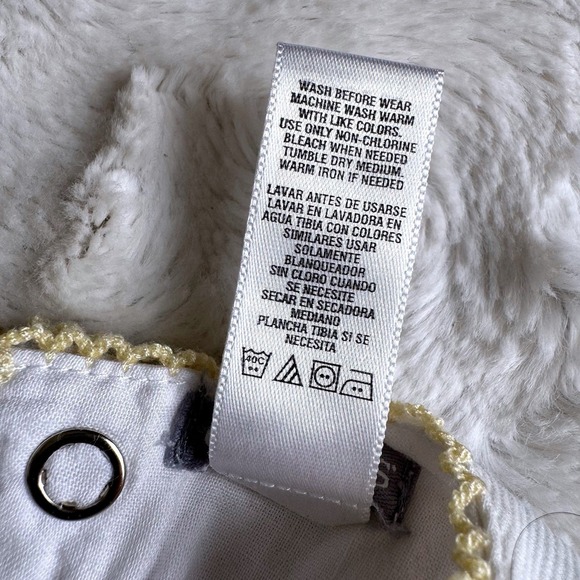 WASH BEFORE WEAR
MACHINE WASH WARM
WITH LIKE COLORS.
USE ONLY NON-CHLORINE
BLEACH WHEN NEEDED
TUMBLE DRY MEDIUM.
WARM IRON IF NEEDED
LAVAR ANTES DE USARSE
LAVAR EN LAVADORA EN
AGUA TIBIA CON COLORES
SIMILARES USAR
SOLAMENTE
BLANQUEADOR
SIN CLORO CUANDO
SE NECESITE
SECAR EN SECADORA
MEDIANO
PLANCHA TIBIA SI SE
NECESITA
40C